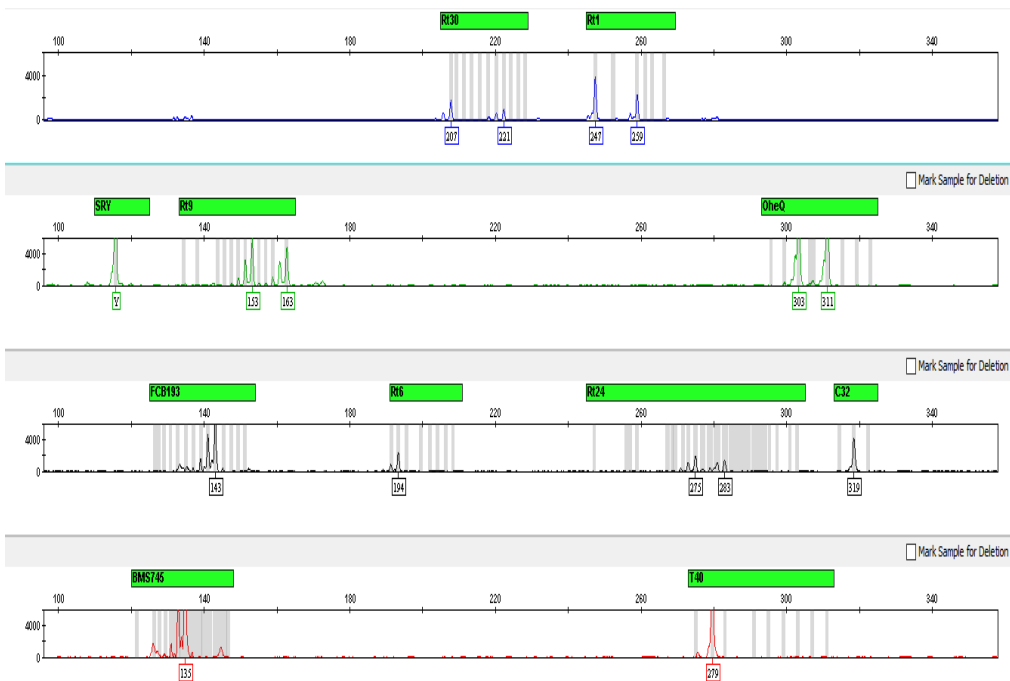 Rt30 Rt1
100 140 220 260 300 340
4000
0
207 221 247 259
Mark Sample for Deletion
SRY Rt9 OheQ
100 140 180 220 260 300 340
4000
0
Y 153 163 303 311
Mark Sample for Deletion
FCB193 Rt6 Rt24 C32
100 140 180 220 260 300 340
4000
0
143 194 275 283 319
Mark Sample for Deletion
BMS745 T40
100 140 180 220 260 300 340
4000
0
135 279